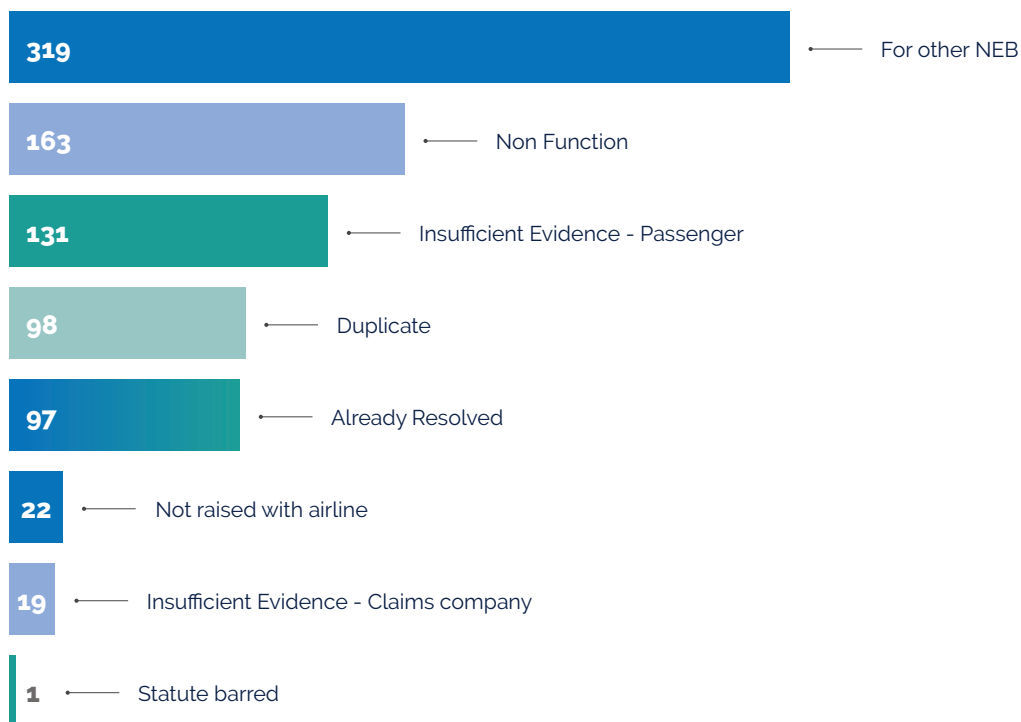 319 For other NEB
163 Non Function
131 Insufficient Evidence - Passenger
98 Duplicate
97 Already Resolved
22 Not raised with airline
19 Insufficient Evidence - Claims company
1 Statute barred